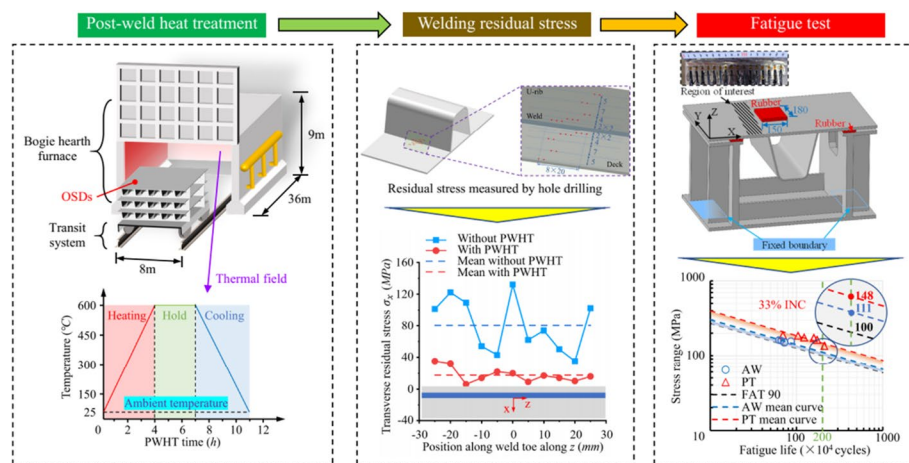 Post-weld heat treatment
Welding residual stress
Fatigue test
Bogie hearth
furnace
OSDs
Transit
system
8m
36m
9m
Thermal field
Temperature (℃)
600
450
300
150
25
Heating
Hold
Cooling
Ambient temperature
0 2 4 6 8 10 12
PWHT time (h)
U-rib
Weld
Deck
8×20
Residual stress measured by hole drilling
Without PWHT
With PWHT
Mean without PWHT
Mean with PWHT
Transverse residual stress σx (MPa)
200
160
120
80
40
0
-40
X
Z
-30 -20 -10 0 10 20 30
Position along weld toe along z (mm)
Region of interest
Rubber
180
150
Rubber
Z
Y
X
Fixed boundary
Stress range (MPa)
1000
100
33% INC
148
111
100
AW
PT
FAT 90
AW mean curve
PT mean curve
10 100 200 1000
Fatigue life (×10⁴ cycles)